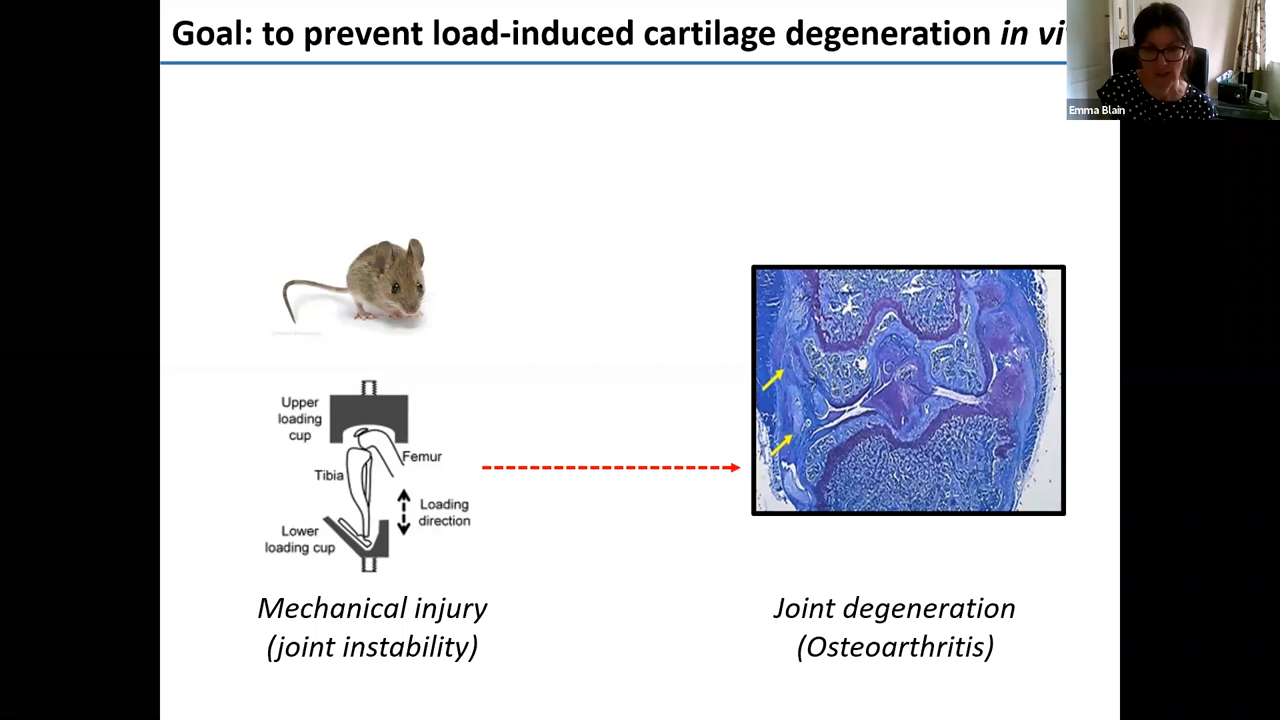 Goal: to prevent load-induced cartilage degeneration in vi
Emma Blain
Upper
loading
cup
Femur
Tibia
Loading
direction
Lower
loading cup
Mechanical injury
(joint instability)
Joint degeneration
(Osteoarthritis)